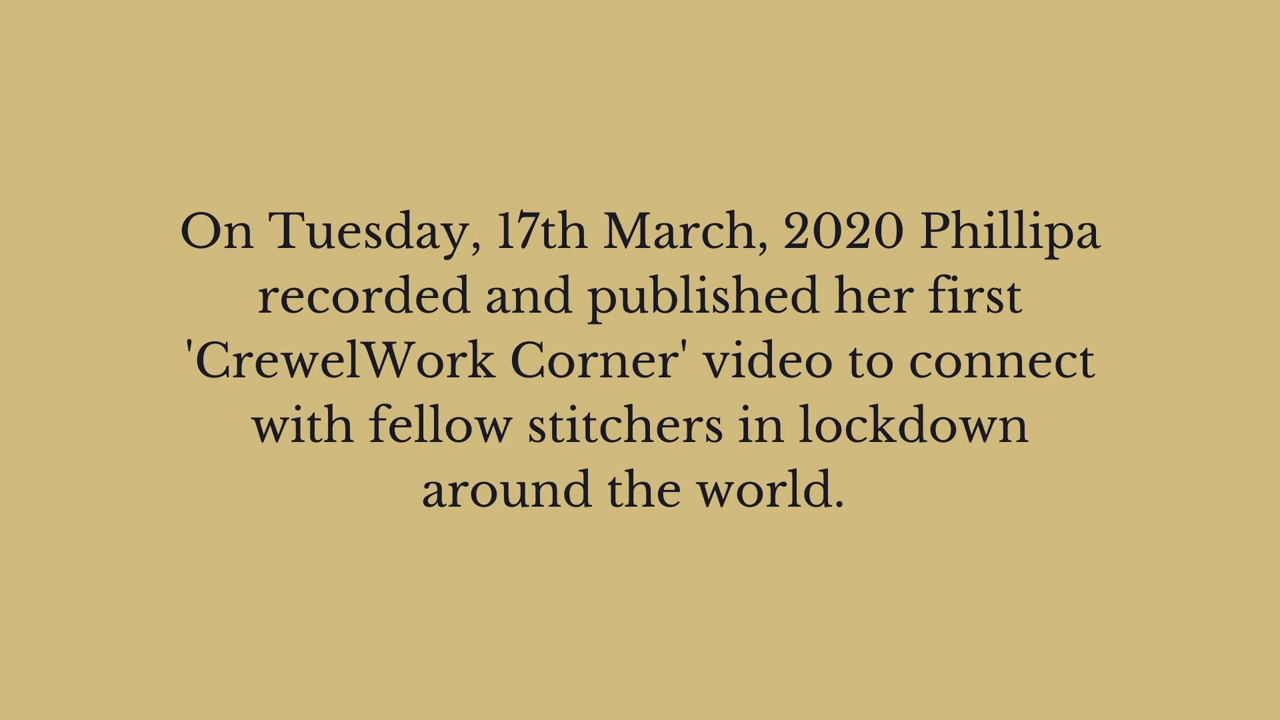 On Tuesday, 17th March, 2020 Phillipa
recorded and published her first
'CrewelWork Corner' video to connect
with fellow stitchers in lockdown
around the world.